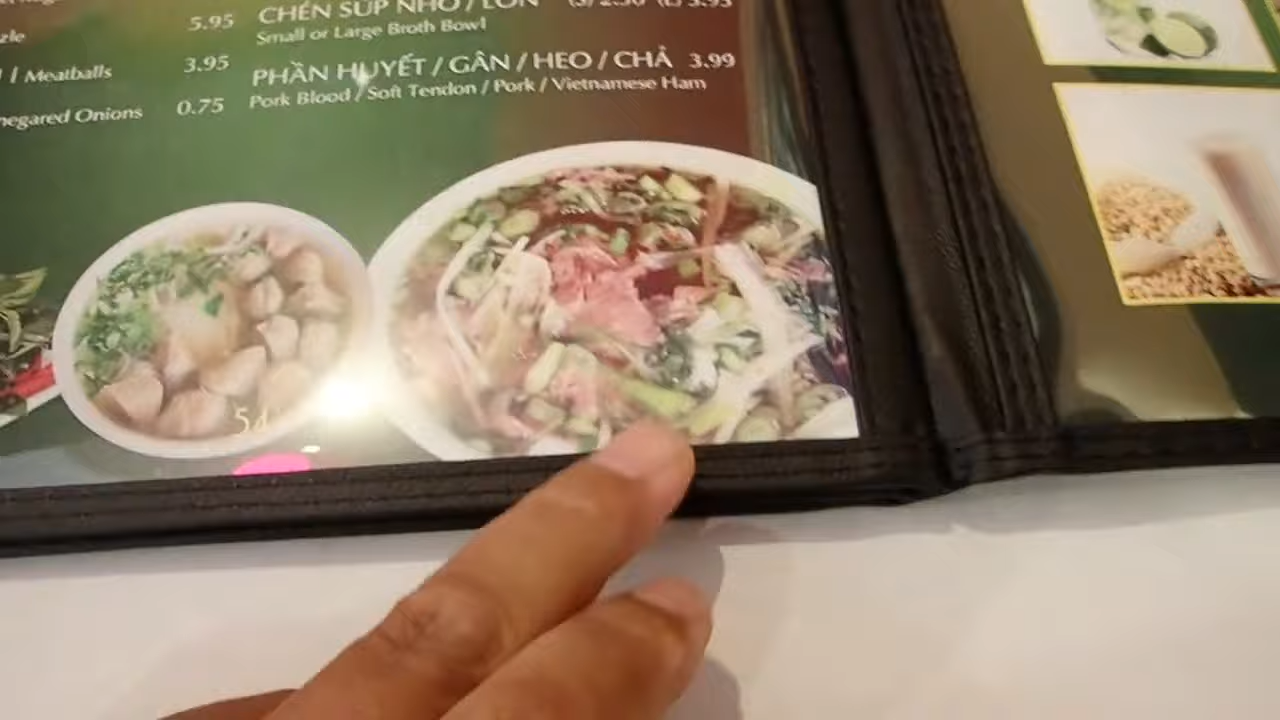 zle
5.95
CHÉN SÚP NHỎ / LỚN
Small or Large Broth Bowl
/ Meatballs
3.95
PHẦN HUYẾT / GÂN / HEO / CHẢ 3.99
Pork Blood / Soft Tendon / Pork / Vietnamese Ham
negared Onions
0.75
54